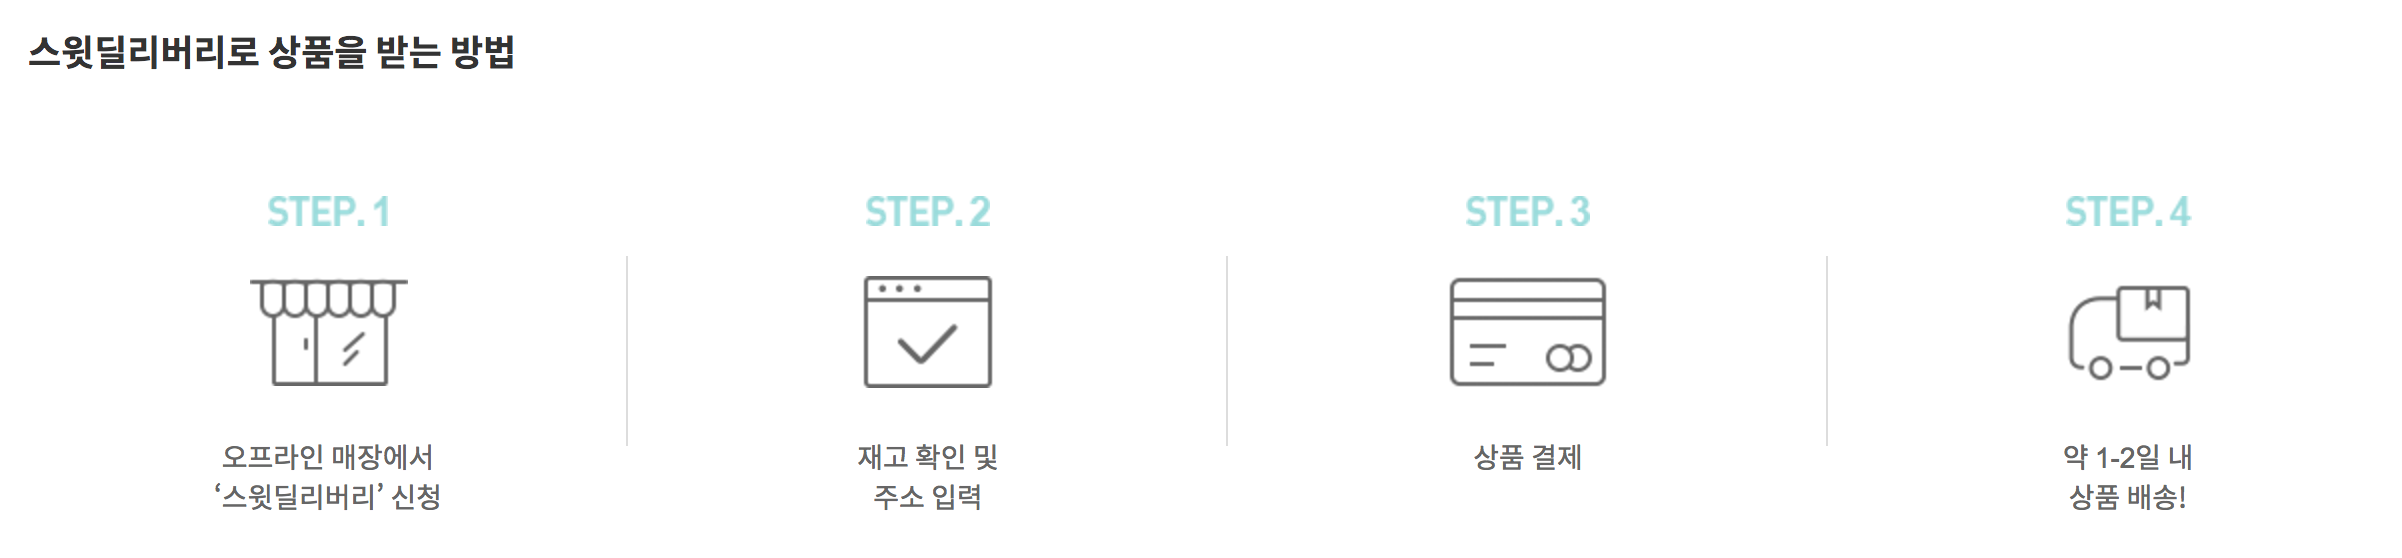 스윗딜리버리로 상품을 받는 방법
STEP. 1
오프라인 매장에서
‘스윗딜리버리’ 신청
STEP. 2
재고 확인 및
주소 입력
STEP. 3
상품 결제
STEP. 4
약 1-2일 내
상품 배송!